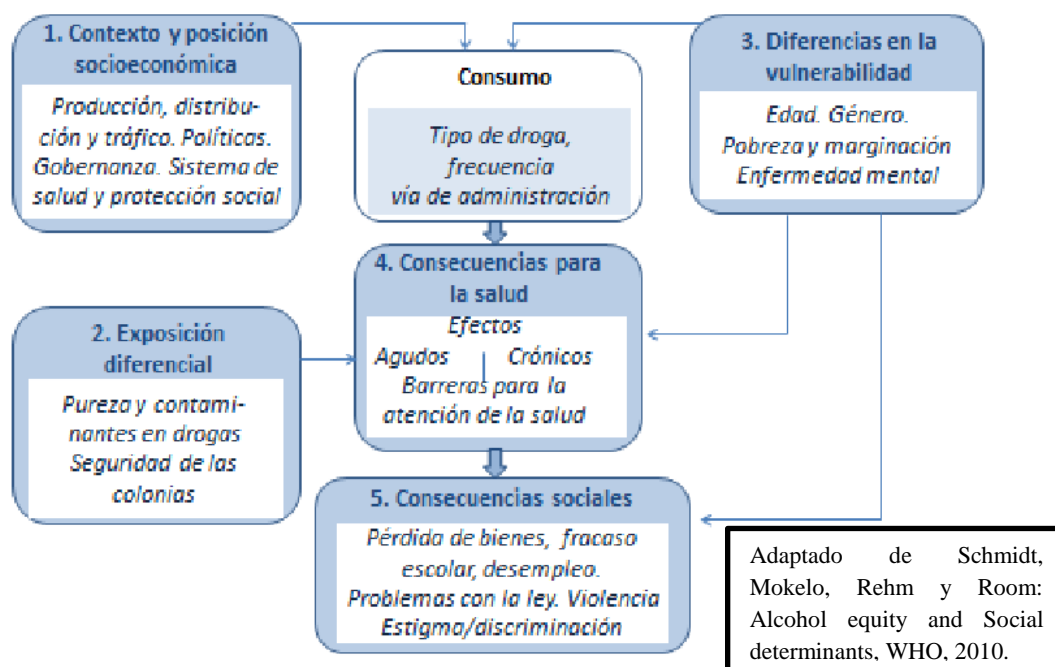 1. Contexto y posición
socioeconómica
Producción, distribu-
ción y tráfico. Políticas.
Gobernanza. Sistema de
salud y protección social
Consumo
Tipo de droga,
frecuencia
vía de administración
3. Diferencias en la
vulnerabilidad
Edad. Género.
Pobreza y marginación
Enfermedad mental
2. Exposición
diferencial
Pureza y contami-
nantes en drogas
Seguridad de las
colonias
4. Consecuencias para
la salud
Efectos
Agudos Crónicos
Barreras para la
atención de la salud
5. Consecuencias sociales
Pérdida de bienes, fracaso
escolar, desempleo.
Problemas con la ley. Violencia
Estigma/discriminación
Adaptado de Schmidt,
Mokelo, Rehm y Room:
Alcohol equity and Social
determinants, WHO, 2010.